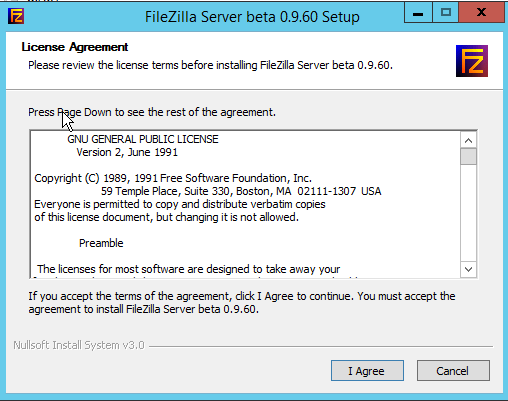 FileZilla Server beta 0.9.60 Setup
License Agreement
Please review the license terms before installing FileZilla Server beta 0.9.60.
Press Page Down to see the rest of the agreement.
GNU GENERAL PUBLIC LICENSE
Version 2, June 1991
Copyright (C) 1989, 1991 Free Software Foundation, Inc.
59 Temple Place, Suite 330, Boston, MA 02111-1307 USA
Everyone is permitted to copy and distribute verbatim copies
of this license document, but changing it is not allowed.
Preamble
The licenses for most software are designed to take away your
If you accept the terms of the agreement, click I Agree to continue. You must accept the
agreement to install FileZilla Server beta 0.9.60.
Nullsoft Install System v3.0
I Agree
Cancel